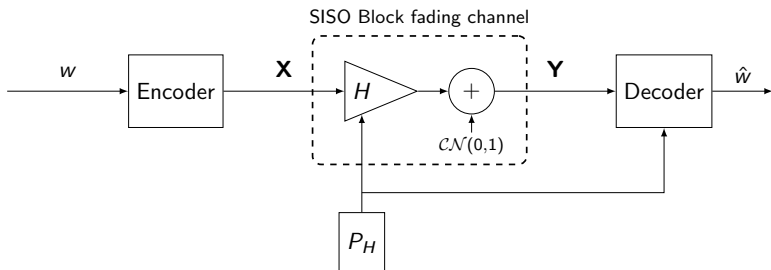 SISO Block fading channel
w
Encoder
X
H
+
Y
Decoder
ŵ
𝒞𝒩(0,1)
P_H